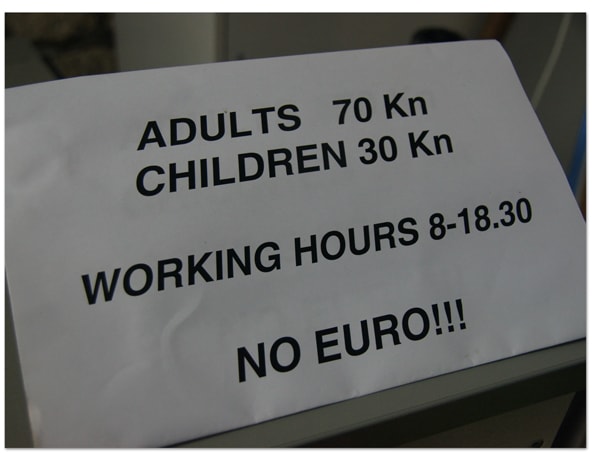 ADULTS 70 Kn
CHILDREN 30 Kn
WORKING HOURS 8-18.30
NO EURO!!!